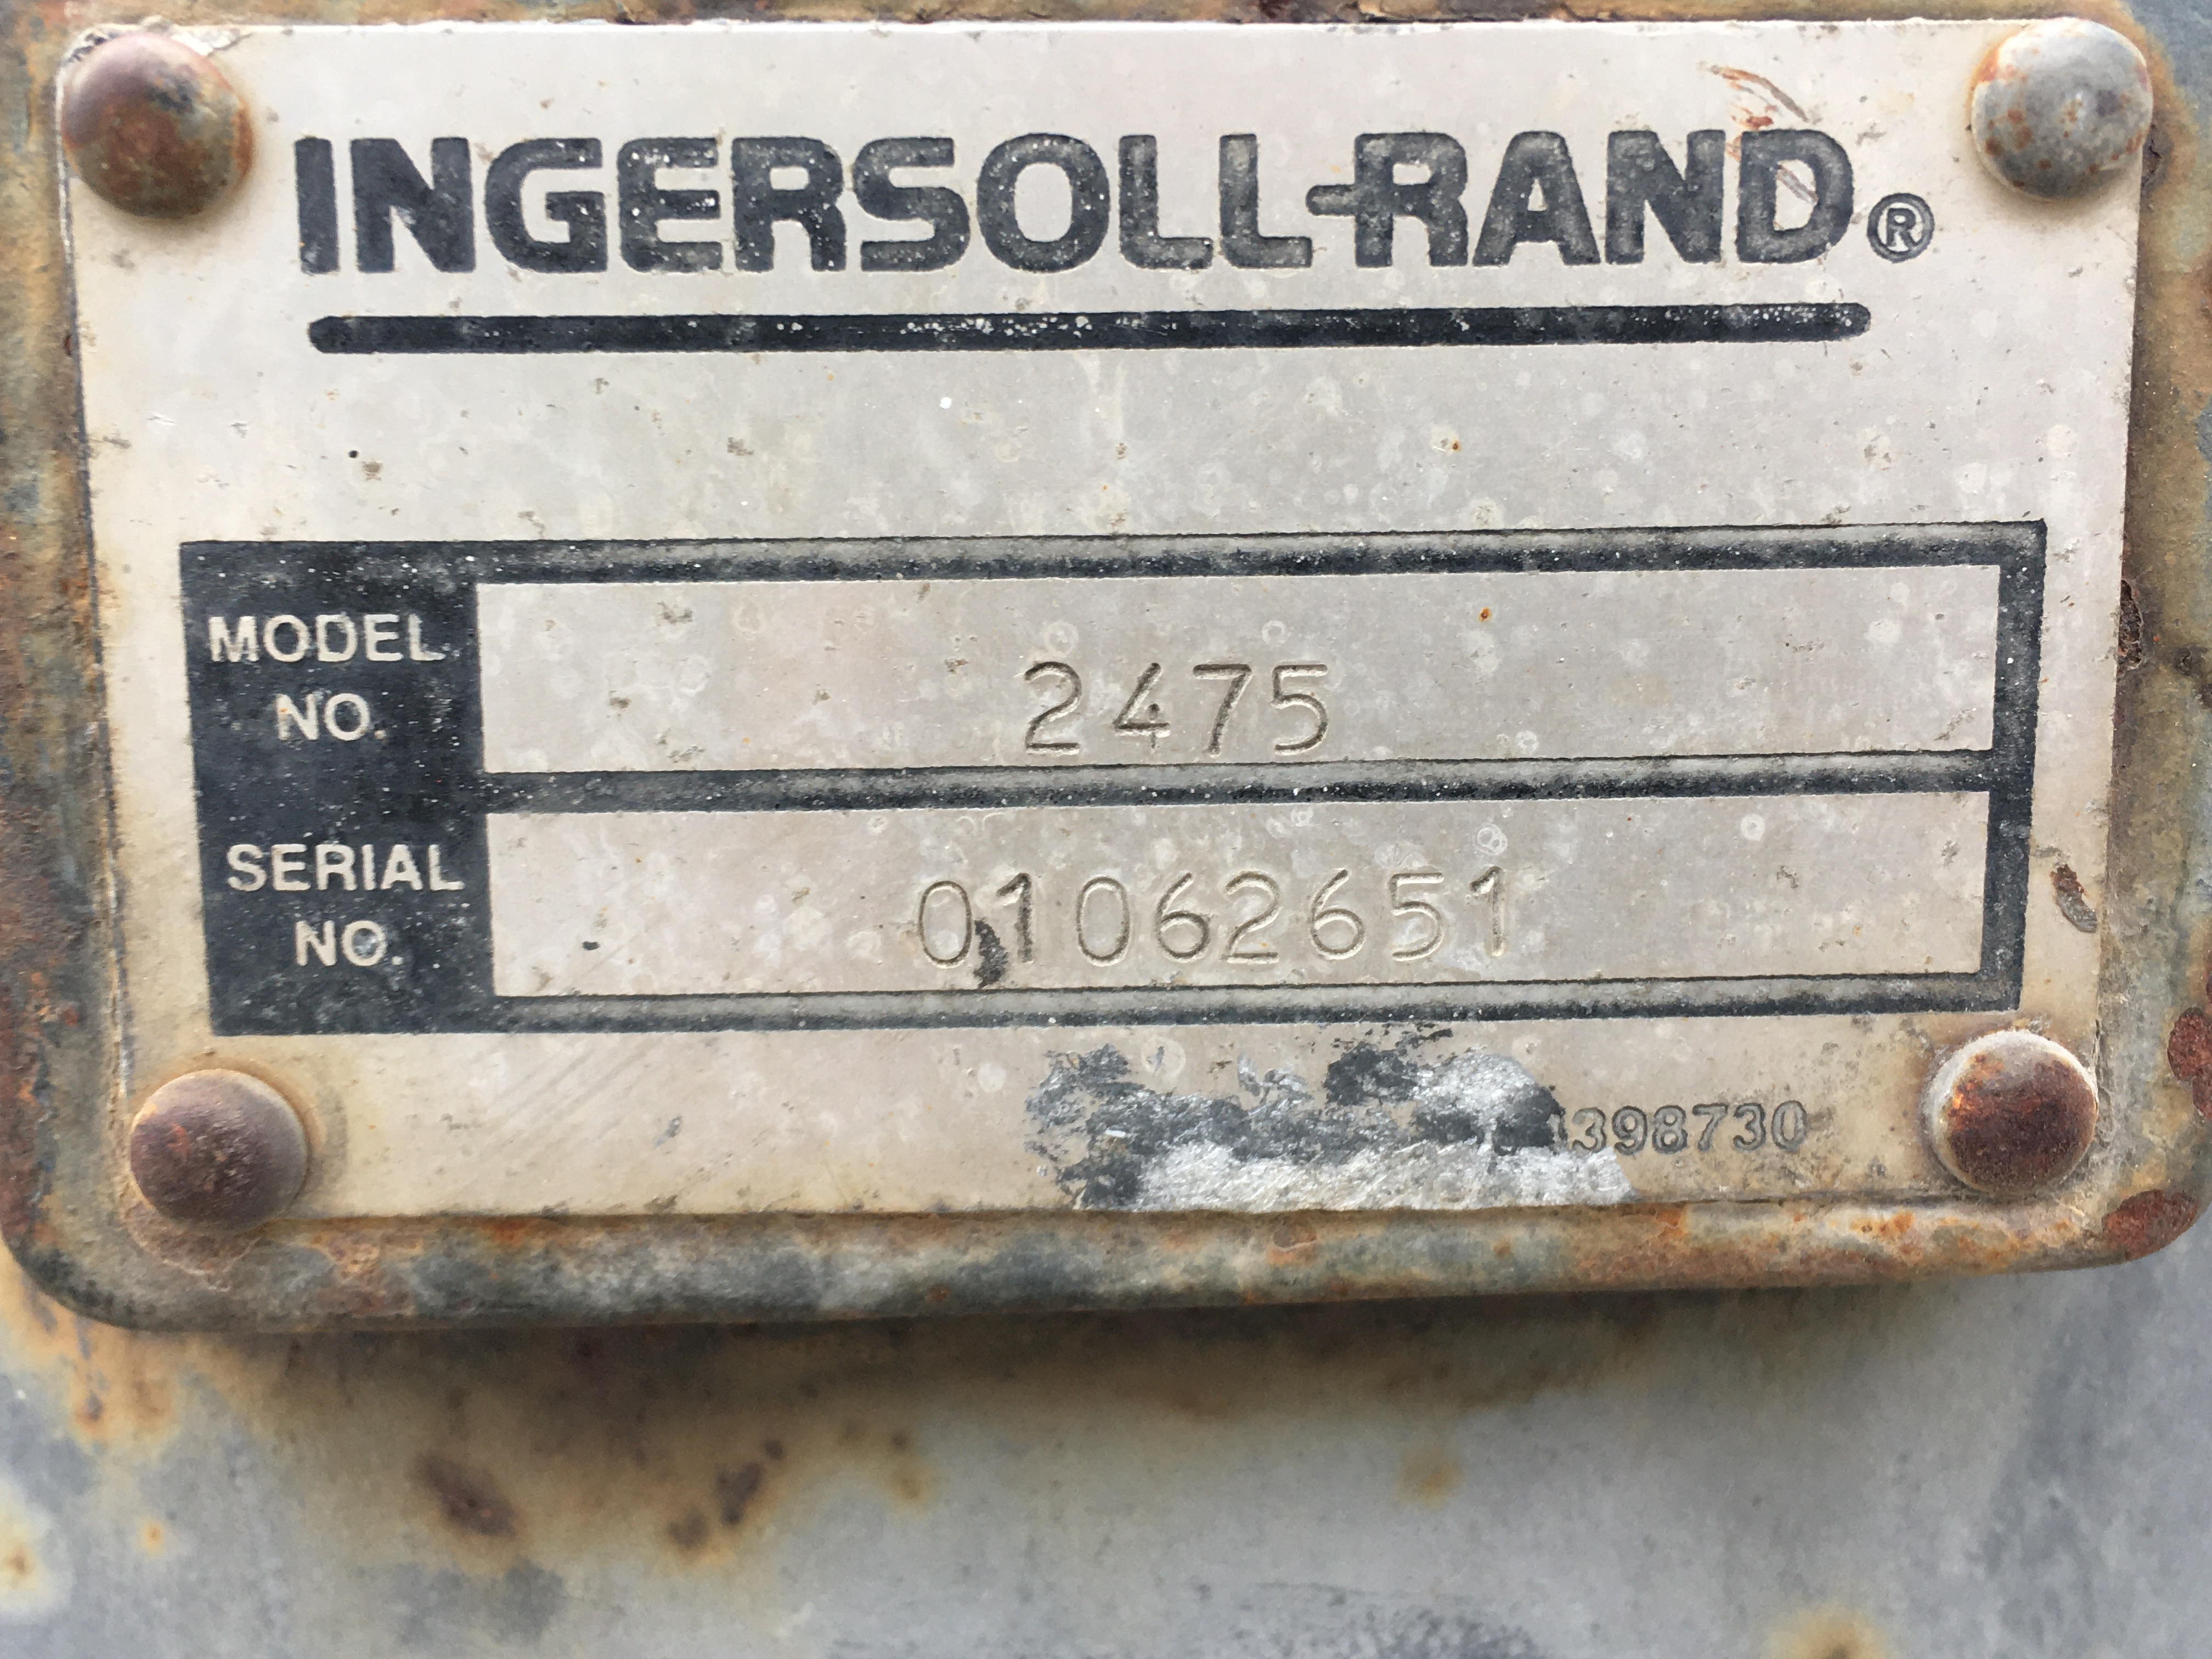 INGERSOLL-RAND®
MODEL NO.
2475
SERIAL NO.
01062651
398730